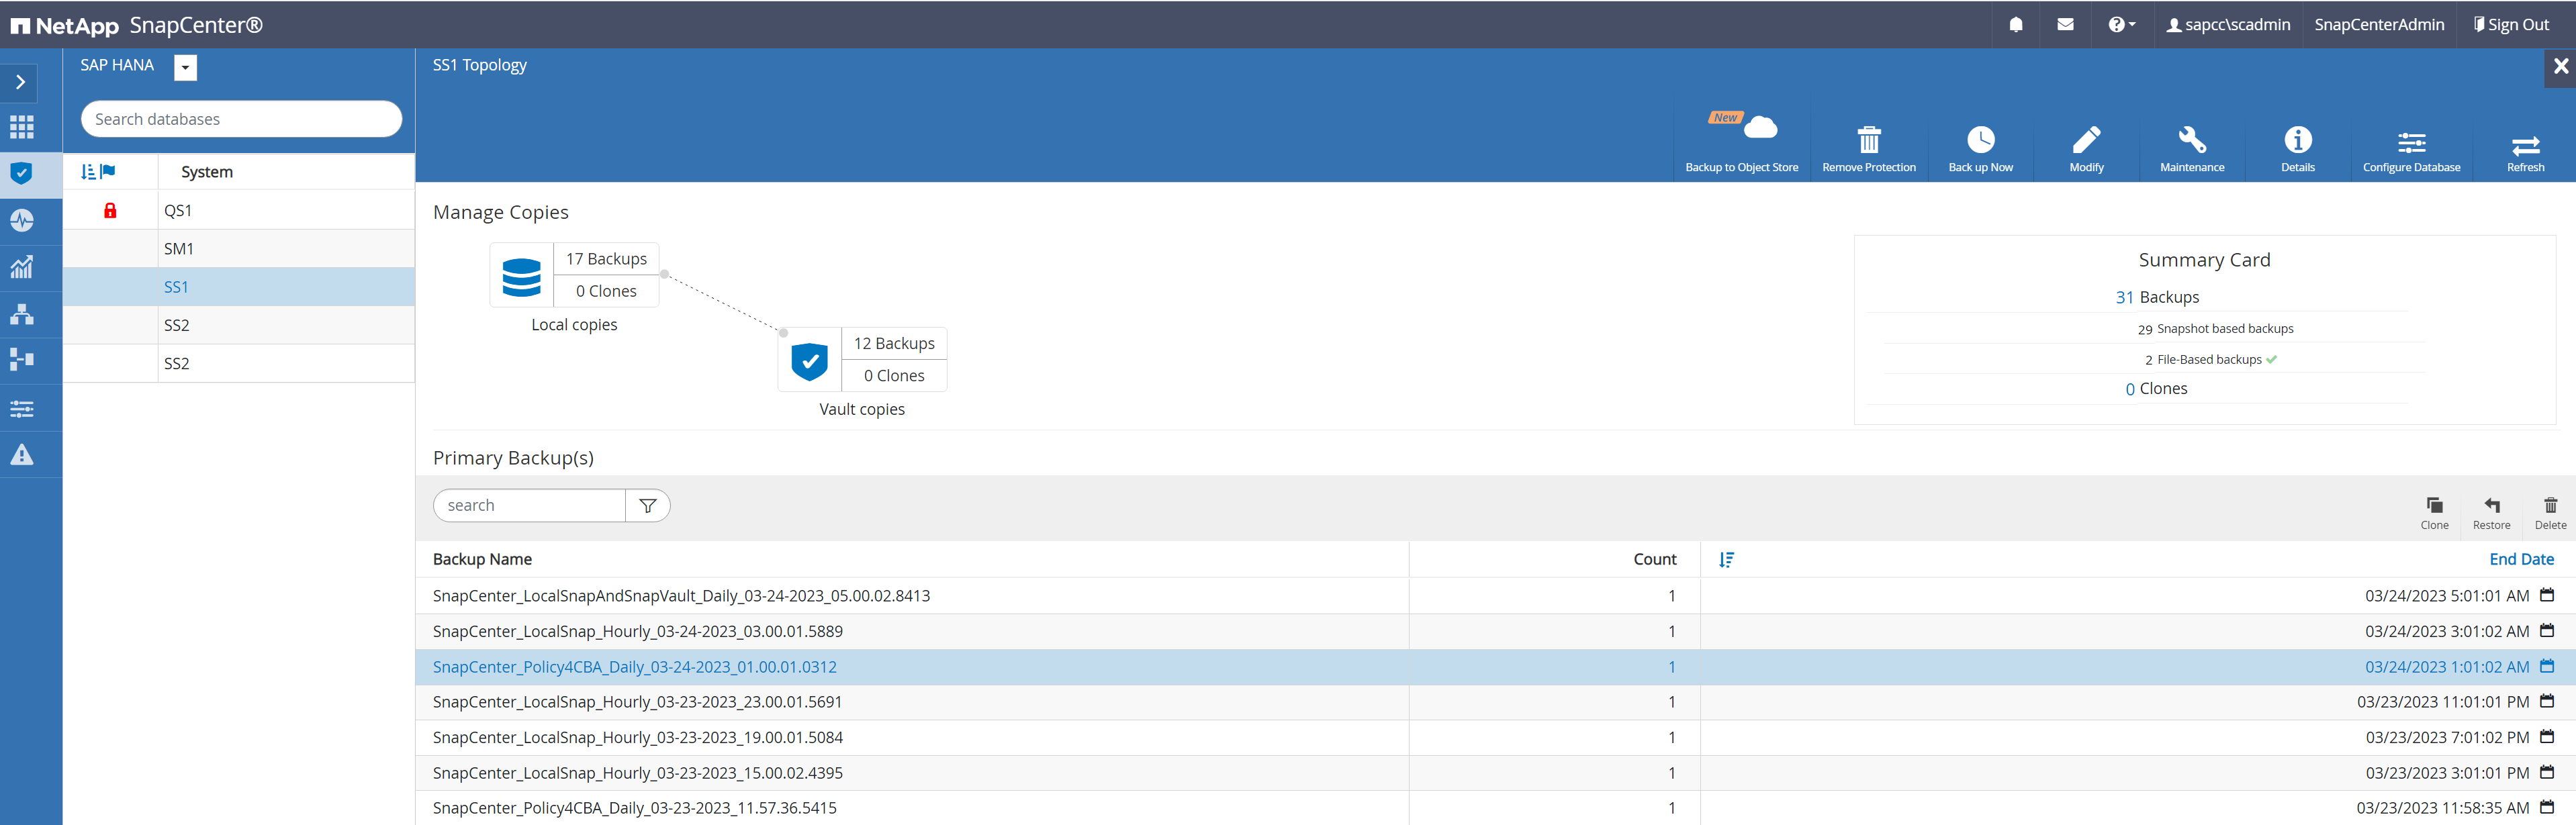 NetApp SnapCenter®
sapcc\scadmin
SnapCenterAdmin
Sign Out
SAP HANA
Search databases
System
QS1
SM1
SS1
SS2
SS2
SS1 Topology
New
Backup to Object Store
Remove Protection
Back up Now
Modify
Maintenance
Details
Configure Database
Refresh
Manage Copies
17 Backups
0 Clones
Local copies
12 Backups
0 Clones
Vault copies
Summary Card
31 Backups
29 Snapshot based backups
2 File-Based backups
0 Clones
Primary Backup(s)
search
Clone
Restore
Delete
Backup Name Count End Date
SnapCenter_LocalSnapAndSnapVault_Daily_03-24-2023_05.00.02.8413 1 03/24/2023 5:01:01 AM
SnapCenter_LocalSnap_Hourly_03-24-2023_03.00.01.5889 1 03/24/2023 3:01:02 AM
SnapCenter_Policy4CBA_Daily_03-24-2023_01.00.01.0312 1 03/24/2023 1:01:02 AM
SnapCenter_LocalSnap_Hourly_03-23-2023_23.00.01.5691 1 03/23/2023 11:01:01 PM
SnapCenter_LocalSnap_Hourly_03-23-2023_19.00.01.5084 1 03/23/2023 7:01:02 PM
SnapCenter_LocalSnap_Hourly_03-23-2023_15.00.02.4395 1 03/23/2023 3:01:01 PM
SnapCenter_Policy4CBA_Daily_03-23-2023_11.57.36.5415 1 03/23/2023 11:58:35 AM